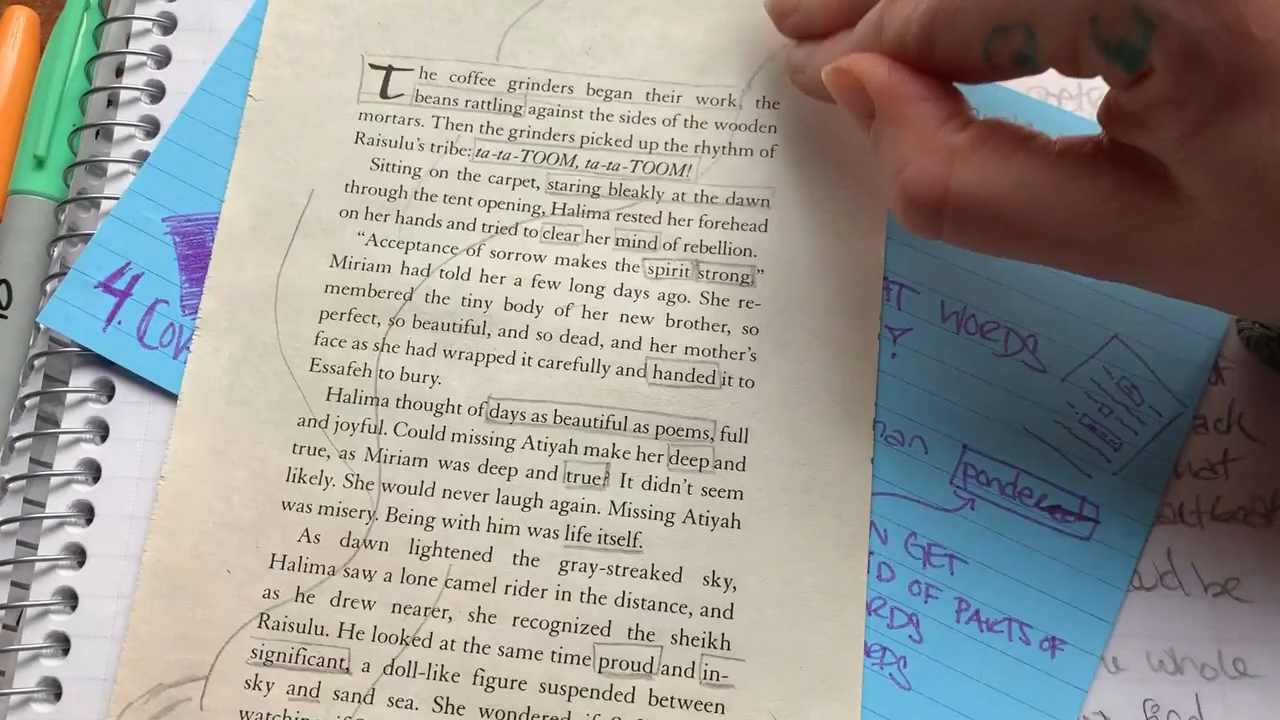 The coffee grinders began their work, the
beans rattling against the sides of the wooden
mortars. Then the grinders picked up the rhythm of
Raisulu's tribe: ta-ta-TOOM, ta-ta-TOOM!
Sitting on the carpet, staring bleakly at the dawn
through the tent opening, Halima rested her forehead
on her hands and tried to clear her mind of rebellion.
"Acceptance of sorrow makes the spirit strong,"
Miriam had told her a few long days ago. She re-
membered the tiny body of her new brother, so
perfect, so beautiful, and so dead, and her mother's
face as she had wrapped it carefully and handed it to
Essafeh to bury.
Halima thought of days as beautiful as poems, full
and joyful. Could missing Atiyah make her deep and
true, as Miriam was deep and true? It didn't seem
likely. She would never laugh again. Missing Atiyah
was misery. Being with him was life itself.
As dawn lightened the gray-streaked sky,
Halima saw a lone camel rider in the distance, and
as he drew nearer, she recognized the sheikh
Raisulu. He looked at the same time proud and in-
significant, a doll-like figure suspended between
sky and sand sea. She wondered if
watching
4. Cov
AT WORDS
?
pondered
N GET
D OF PARTS OF
RDS
whole